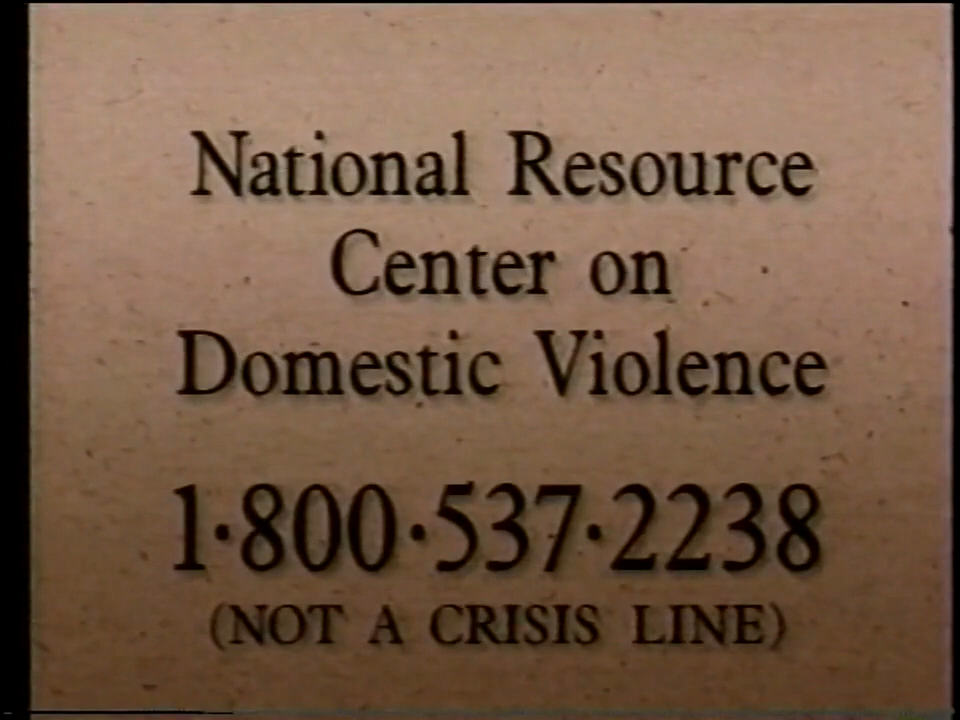 National Resource
Center on
Domestic Violence
1·800·537·2238
(NOT A CRISIS LINE)